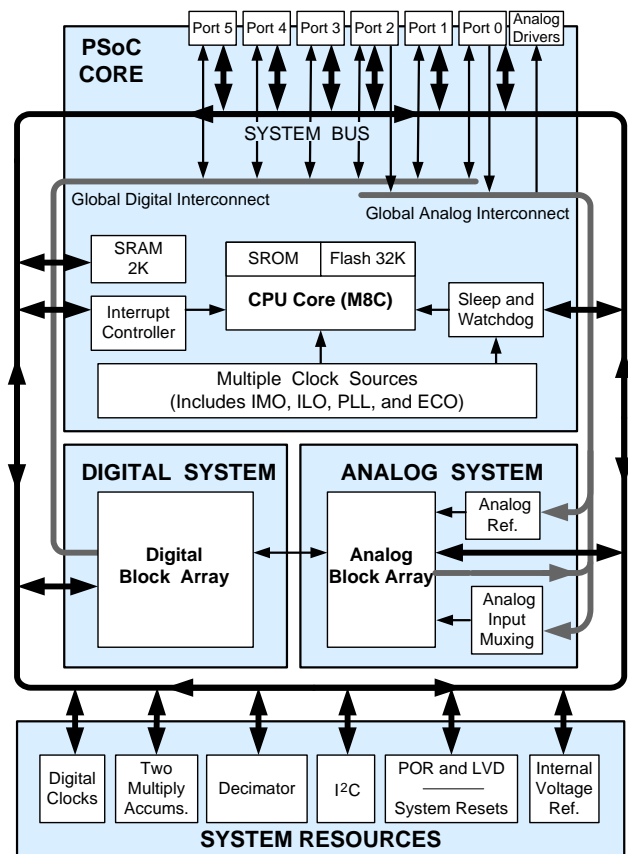 Port 5
Port 4
Port 3
Port 2
Port 1
Port 0
Analog
Drivers
PSoC
CORE
SYSTEM BUS
Global Digital Interconnect
Global Analog Interconnect
SRAM
2K
SROM
Flash 32K
CPU Core (M8C)
Interrupt
Controller
Sleep and
Watchdog
Multiple Clock Sources
(Includes IMO, ILO, PLL, and ECO)
DIGITAL SYSTEM
ANALOG SYSTEM
Digital
Block Array
Analog
Block Array
Analog
Ref.
Analog
Input
Muxing
Digital
Clocks
Two
Multiply
Accums.
Decimator
I²C
POR and LVD
System Resets
Internal
Voltage
Ref.
SYSTEM RESOURCES